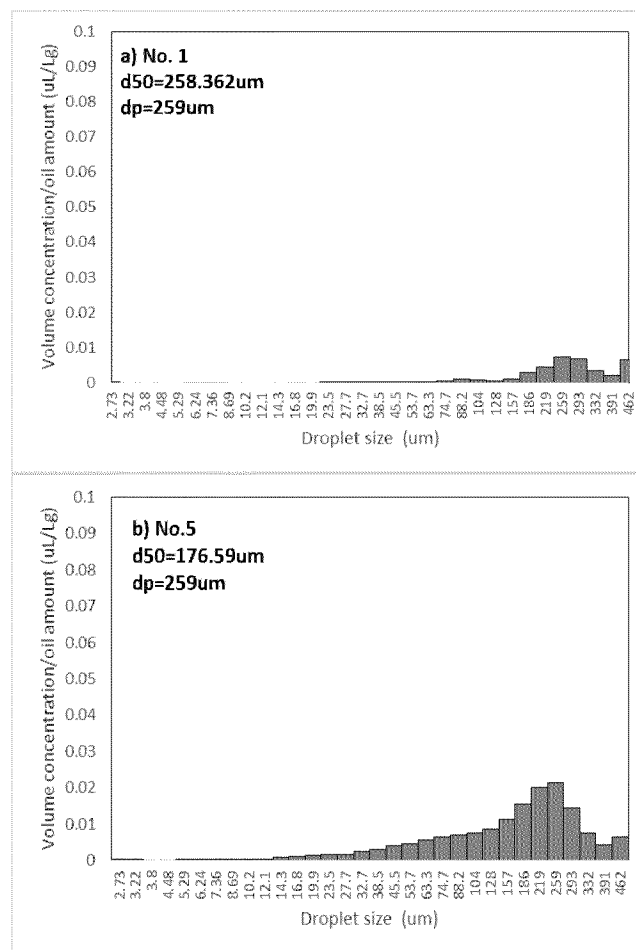 Volume concentration/oil amount (uL/Lg)
0.1
0.09
0.08
0.07
0.06
0.05
0.04
0.03
0.02
0.01
0
a) No. 1
d50=258.362um
dp=259um
2.73 3.22 3.8 4.48 5.29 6.24 7.36 8.69 10.2 12.1 14.3 16.8 19.9 23.5 27.7 32.7 38.5 45.5 53.7 63.3 74.7 88.2 104 128 157 186 219 259 293 332 391 462
Droplet size (um)
Volume concentration/oil amount (uL/Lg)
0.1
0.09
0.08
0.07
0.06
0.05
0.04
0.03
0.02
0.01
0
b) No.5
d50=176.59um
dp=259um
2.73 3.22 3.8 4.48 5.29 6.24 7.36 8.69 10.2 12.1 14.3 16.8 19.9 23.5 27.7 32.7 38.5 45.5 53.7 63.3 74.7 88.2 104 128 157 186 219 259 293 332 391 462
Droplet size (um)